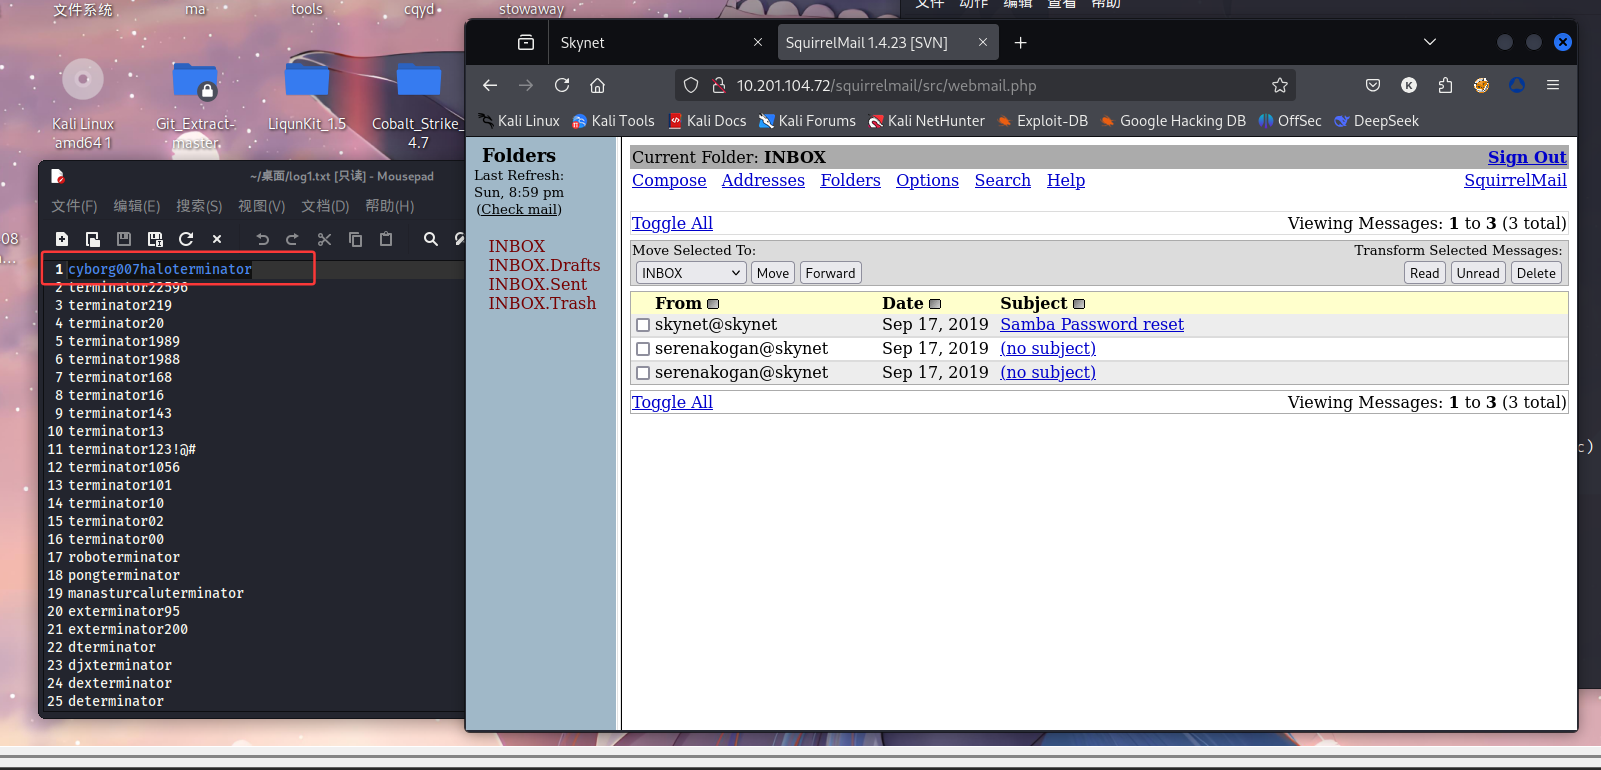 文件系统
ma
tools
cqyd
stowaway
文件 动作 编辑 查看 帮助
Kali Linux
amd64 1
Git_Extract-
master
LiqunKit_1.5
Cobalt_Strike_
4.7
08
...
~/桌面/log1.txt [只读] - Mousepad
文件(F) 编辑(E) 搜索(S) 视图(V) 文档(D) 帮助(H)
1 cyborg007haloterminator
2 terminator22596
3 terminator219
4 terminator20
5 terminator1989
6 terminator1988
7 terminator168
8 terminator16
9 terminator143
10 terminator13
11 terminator123!@#
12 terminator1056
13 terminator101
14 terminator10
15 terminator02
16 terminator00
17 roboterminator
18 pongterminator
19 manasturcaluterminator
20 exterminator95
21 exterminator200
22 dterminator
23 djxterminator
24 dexterminator
25 determinator
Skynet
SquirrelMail 1.4.23 [SVN]
10.201.104.72/squirrelmail/src/webmail.php
K
Kali Linux Kali Tools Kali Docs Kali Forums Kali NetHunter Exploit-DB Google Hacking DB OffSec DeepSeek
Folders
Last Refresh:
Sun, 8:59 pm
(Check mail)
INBOX
INBOX.Drafts
INBOX.Sent
INBOX.Trash
Current Folder: INBOX Sign Out
Compose Addresses Folders Options Search Help SquirrelMail
Toggle All Viewing Messages: 1 to 3 (3 total)
Move Selected To: Transform Selected Messages:
INBOX Move Forward Read Unread Delete
From Date Subject
skynet@skynet Sep 17, 2019 Samba Password reset
serenakogan@skynet Sep 17, 2019 (no subject)
serenakogan@skynet Sep 17, 2019 (no subject)
Toggle All Viewing Messages: 1 to 3 (3 total)
c)